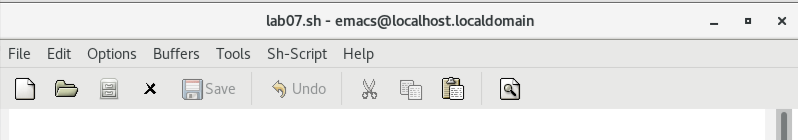 lab07.sh - emacs@localhost.localdomain
File Edit Options Buffers Tools Sh-Script Help
Save Undo